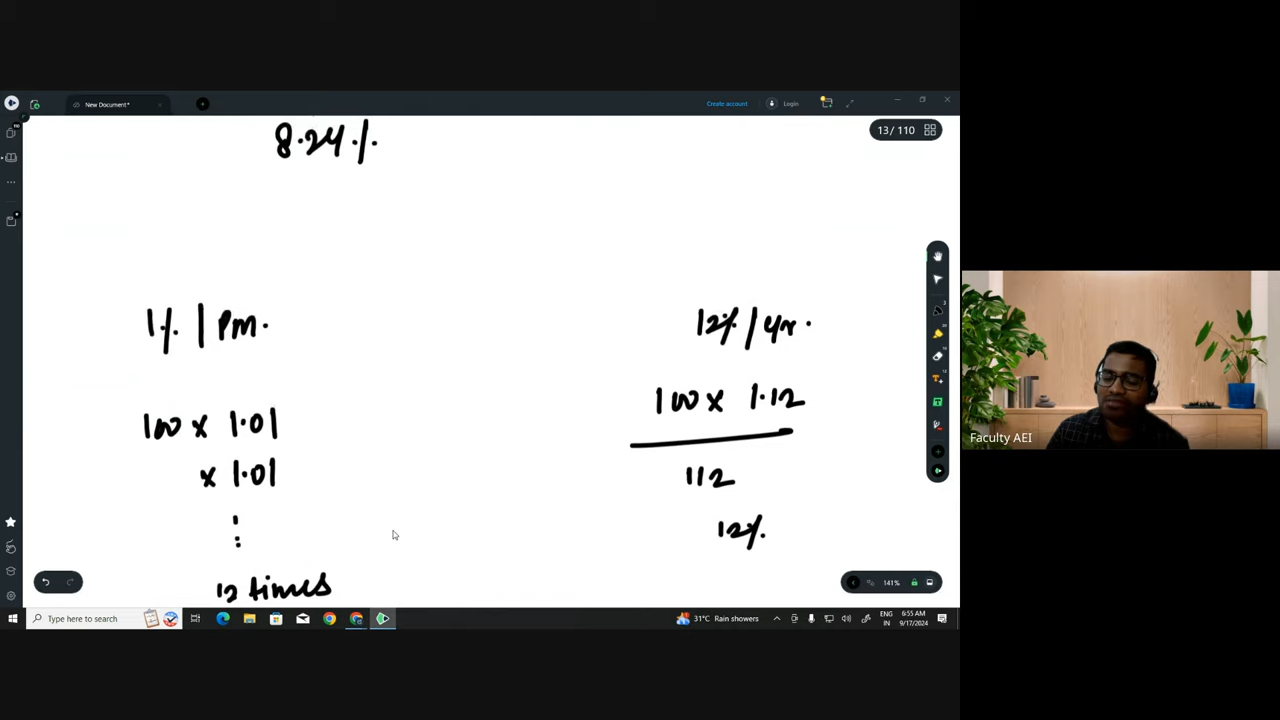 New Document*
Create account
Login
13/ 110
8.24 %.
1% | pm.
100 x 1.01
x 1.01
12 times
12% | yr.
100 x 1.12
112
12%
141%
Faculty AEI
Type here to search
31°C Rain showers
ENG
IN
6:55 AM
9/17/2024